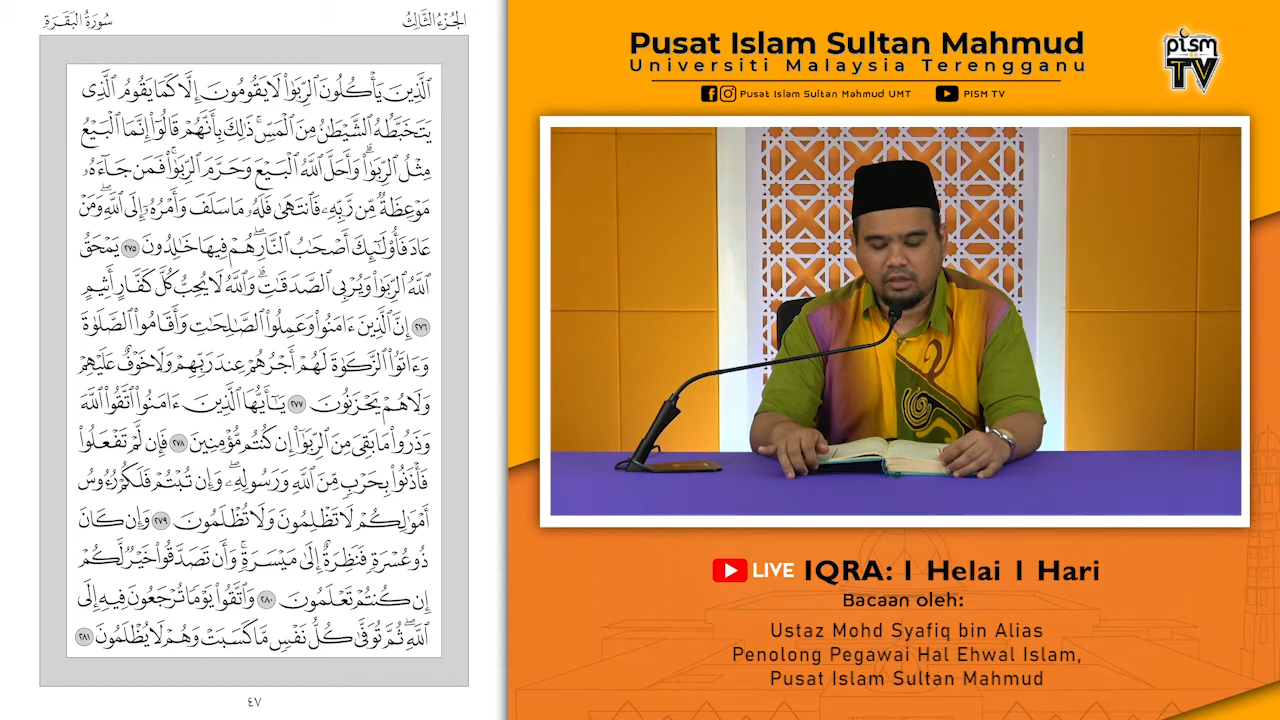 سُورَةُ البَقَرَةِ
الجُزْءُ الثَّالِثُ
ٱلَّذِينَ يَأْكُلُونَ ٱلرِّبَوٰا۟ لَا يَقُومُونَ إِلَّا كَمَا يَقُومُ ٱلَّذِى
يَتَخَبَّطُهُ ٱلشَّيْطَٰنُ مِنَ ٱلْمَسِّ ۚ ذَٰلِكَ بِأَنَّهُمْ قَالُوٓا۟ إِنَّمَا ٱلْبَيْعُ
مِثْلُ ٱلرِّبَوٰا۟ ۗ وَأَحَلَّ ٱللَّهُ ٱلْبَيْعَ وَحَرَّمَ ٱلرِّبَوٰا۟ ۚ فَمَن جَآءَهُۥ
مَوْعِظَةٌ مِّن رَّبِّهِۦ فَٱنتَهَىٰ فَلَهُۥ مَا سَلَفَ وَأَمْرُهُۥٓ إِلَى ٱللَّهِ ۖ وَمَنْ
عَادَ فَأُو۟لَٰٓئِكَ أَصْحَٰبُ ٱلنَّارِ ۖ هُمْ فِيهَا خَٰلِدُونَ ٢٧٥ يَمْحَقُ
ٱللَّهُ ٱلرِّبَوٰا۟ وَيُرْبِى ٱلصَّدَقَٰتِ ۗ وَٱللَّهُ لَا يُحِبُّ كُلَّ كَفَّارٍ أَثِيمٍ
٢٧٦ إِنَّ ٱلَّذِينَ ءَامَنُوا۟ وَعَمِلُوا۟ ٱلصَّٰلِحَٰتِ وَأَقَامُوا۟ ٱلصَّلَوٰةَ
وَءَاتَوُا۟ ٱلزَّكَوٰةَ لَهُمْ أَجْرُهُمْ عِندَ رَبِّهِمْ وَلَا خَوْفٌ عَلَيْهِمْ
وَلَا هُمْ يَحْزَنُونَ ٢٧٧ يَٰٓأَيُّهَا ٱلَّذِينَ ءَامَنُوا۟ ٱتَّقُوا۟ ٱللَّهَ
وَذَرُوا۟ مَا بَقِىَ مِنَ ٱلرِّبَوٰٓا۟ إِن كُنتُم مُّؤْمِنِينَ ٢٧٨ فَإِن لَّمْ تَفْعَلُوا۟
فَأْذَنُوا۟ بِحَرْبٍ مِّنَ ٱللَّهِ وَرَسُولِهِۦ ۖ وَإِن تُبْتُمْ فَلَكُمْ رُءُوسُ
أَمْوَٰلِكُمْ لَا تَظْلِمُونَ وَلَا تُظْلَمُونَ ٢٧٩ وَإِن كَانَ
ذُو عُسْرَةٍ فَنَظِرَةٌ إِلَىٰ مَيْسَرَةٍ ۚ وَأَن تَصَدَّقُوا۟ خَيْرٌ لَّكُمْ
إِن كُنتُمْ تَعْلَمُونَ ٢٨٠ وَٱتَّقُوا۟ يَوْمًا تُرْجَعُونَ فِيهِ إِلَى
ٱللَّهِ ۖ ثُمَّ تُوَفَّىٰ كُلُّ نَفْسٍ مَّا كَسَبَتْ وَهُمْ لَا يُظْلَمُونَ ٢٨١
٤٧
Pusat Islam Sultan Mahmud
Universiti Malaysia Terengganu
Pusat Islam Sultan Mahmud UMT
PISM TV
pism
TV
LIVE IQRA: 1 Helai 1 Hari
Bacaan oleh:
Ustaz Mohd Syafiq bin Alias
Penolong Pegawai Hal Ehwal Islam,
Pusat Islam Sultan Mahmud